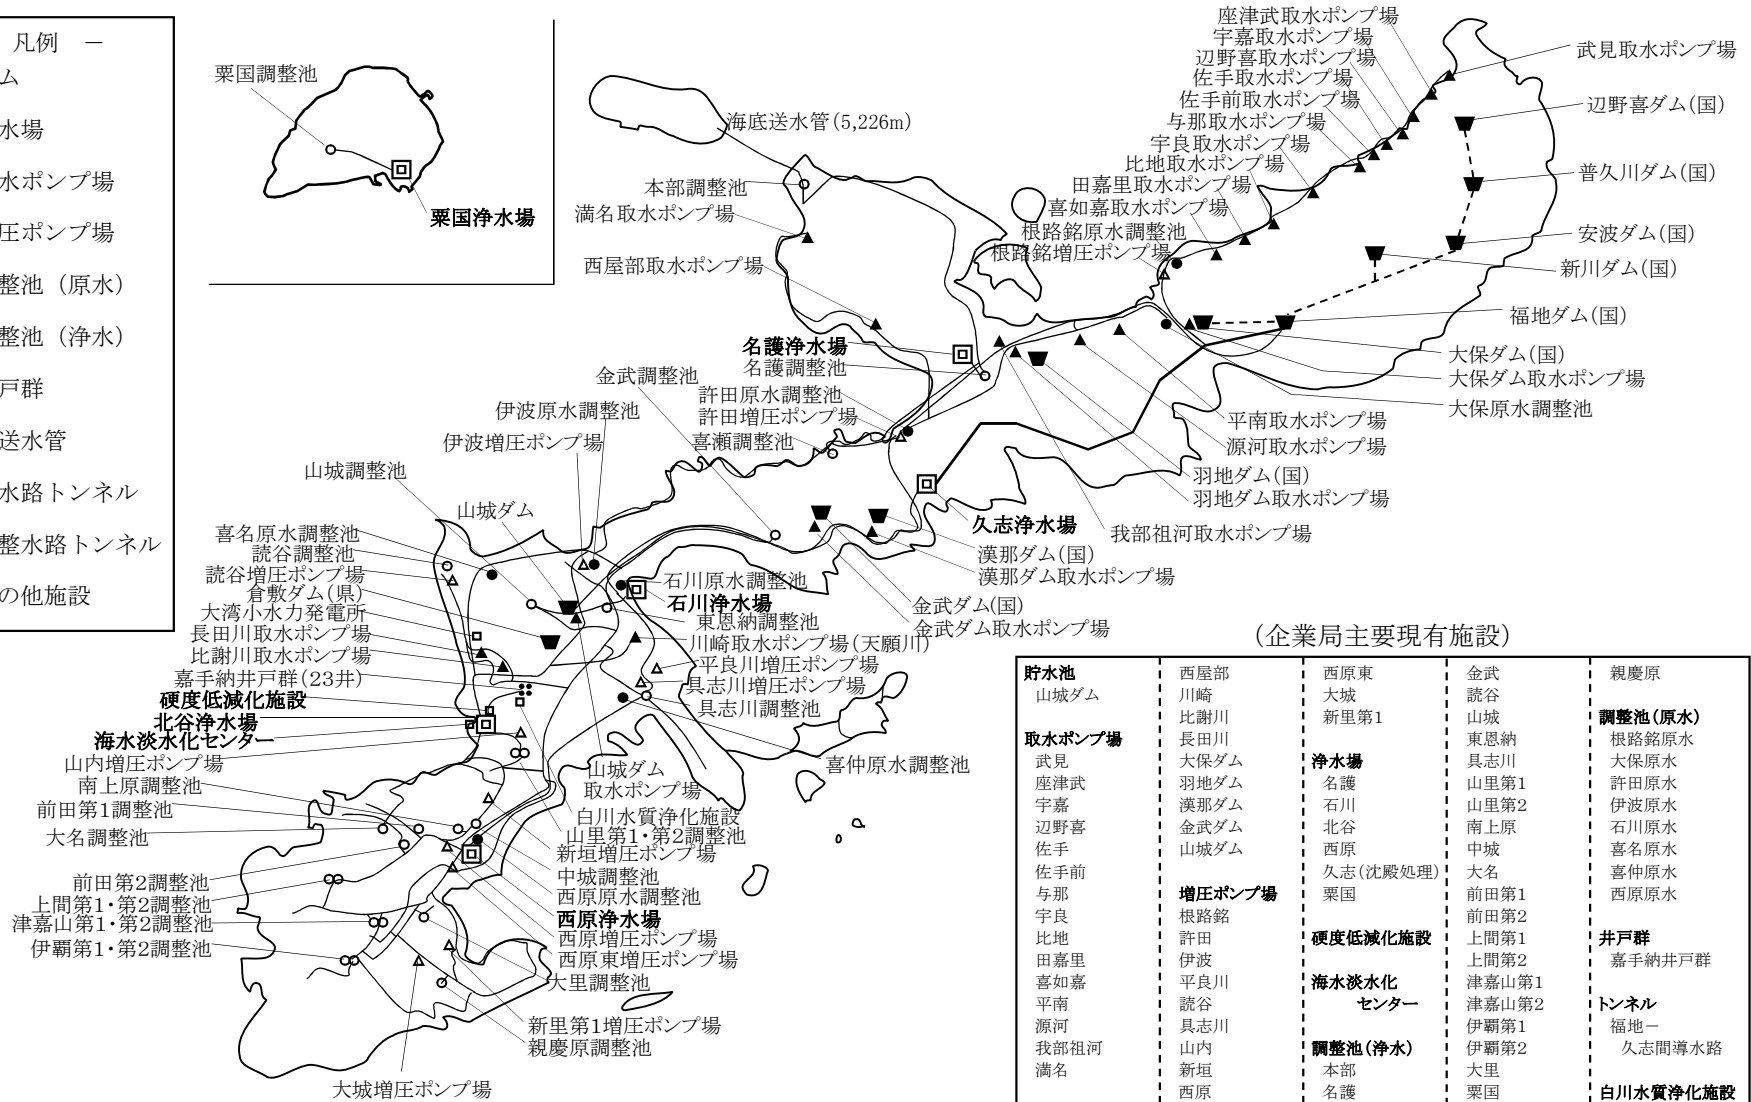 凡例 －
ム
水場
水ポンプ場
圧ポンプ場
整池（原水）
整池（浄水）
戸群
送水管
水路トンネル
整水路トンネル
の他施設
粟国調整池
粟国浄水場
海底送水管(5,226m)
本部調整池
満名取水ポンプ場
西屋部取水ポンプ場
座津武取水ポンプ場
宇嘉取水ポンプ場
辺野喜取水ポンプ場
佐手取水ポンプ場
佐手前取水ポンプ場
与那取水ポンプ場
宇良取水ポンプ場
比地取水ポンプ場
田嘉里取水ポンプ場
喜如嘉取水ポンプ場
根路銘原水調整池
根路銘増圧ポンプ場
武見取水ポンプ場
辺野喜ダム(国)
普久川ダム(国)
安波ダム(国)
新川ダム(国)
福地ダム(国)
大保ダム(国)
大保ダム取水ポンプ場
大保原水調整池
平南取水ポンプ場
源河取水ポンプ場
羽地ダム(国)
羽地ダム取水ポンプ場
我部祖河取水ポンプ場
名護浄水場
名護調整池
金武調整池
許田原水調整池
許田増圧ポンプ場
喜瀬調整池
伊波原水調整池
伊波増圧ポンプ場
山城調整池
山城ダム
久志浄水場
漢那ダム(国)
漢那ダム取水ポンプ場
金武ダム(国)
金武ダム取水ポンプ場
喜名原水調整池
読谷調整池
読谷増圧ポンプ場
倉敷ダム(県)
大湾小水力発電所
長田川取水ポンプ場
比謝川取水ポンプ場
嘉手納井戸群(23井)
硬度低減化施設
北谷浄水場
海水淡水化センター
山内増圧ポンプ場
南上原調整池
前田第1調整池
大名調整池
前田第2調整池
上間第1・第2調整池
津嘉山第1・第2調整池
伊覇第1・第2調整池
石川原水調整池
石川浄水場
東恩納調整池
川崎取水ポンプ場(天願川)
平良川増圧ポンプ場
具志川増圧ポンプ場
具志川調整池
喜仲原水調整池
山城ダム
取水ポンプ場
白川水質浄化施設
山里第1・第2調整池
新垣増圧ポンプ場
中城調整池
西原原水調整池
西原浄水場
西原増圧ポンプ場
西原東増圧ポンプ場
大里調整池
新里第1増圧ポンプ場
親慶原調整池
大城増圧ポンプ場
(企業局主要現有施設)
貯水池
山城ダム
取水ポンプ場
武見
座津武
宇嘉
辺野喜
佐手
佐手前
与那
宇良
比地
田嘉里
喜如嘉
平南
源河
我部祖河
満名
西屋部
川崎
比謝川
長田川
大保ダム
羽地ダム
漢那ダム
金武ダム
山城ダム
増圧ポンプ場
根路銘
許田
伊波
平良川
読谷
具志川
山内
新垣
西原
西原東
大城
新里第1
浄水場
名護
石川
北谷
西原
久志(沈殿処理)
粟国
硬度低減化施設
海水淡水化
センター
調整池(浄水)
本部
名護
金武
読谷
山城
東恩納
具志川
山里第1
山里第2
南上原
中城
大名
前田第1
前田第2
上間第1
上間第2
津嘉山第1
津嘉山第2
伊覇第1
伊覇第2
大里
粟国
親慶原
調整池(原水)
根路銘原水
大保原水
許田原水
伊波原水
石川原水
喜名原水
喜仲原水
西原原水
井戸群
嘉手納井戸群
トンネル
福地－
久志間導水路
白川水質浄化施設